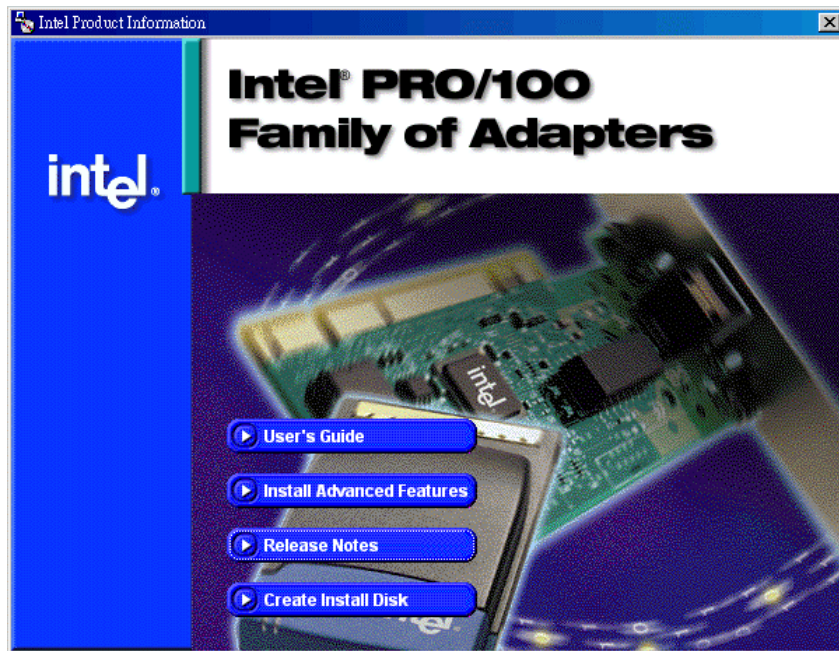 Intel Product Information
Intel® PRO/100
Family of Adapters
intel®
intel
User's Guide
Install Advanced Features
Release Notes
Create Install Disk